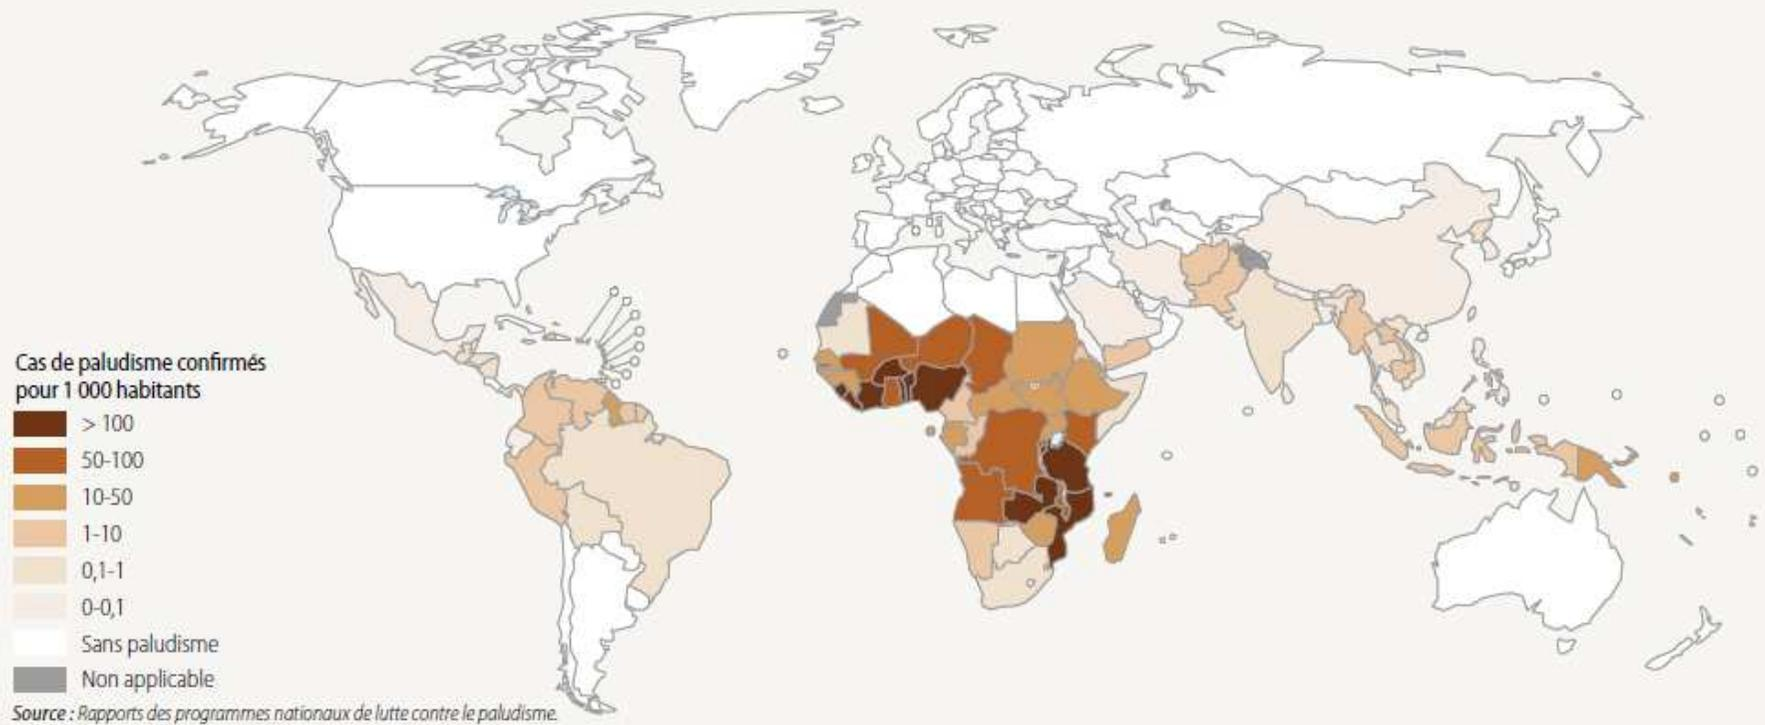 Cas de paludisme confirmés
pour 1 000 habitants
> 100
50-100
10-50
1-10
0,1-1
0-0,1
Sans paludisme
Non applicable
Source : Rapports des programmes nationaux de lutte contre le paludisme.